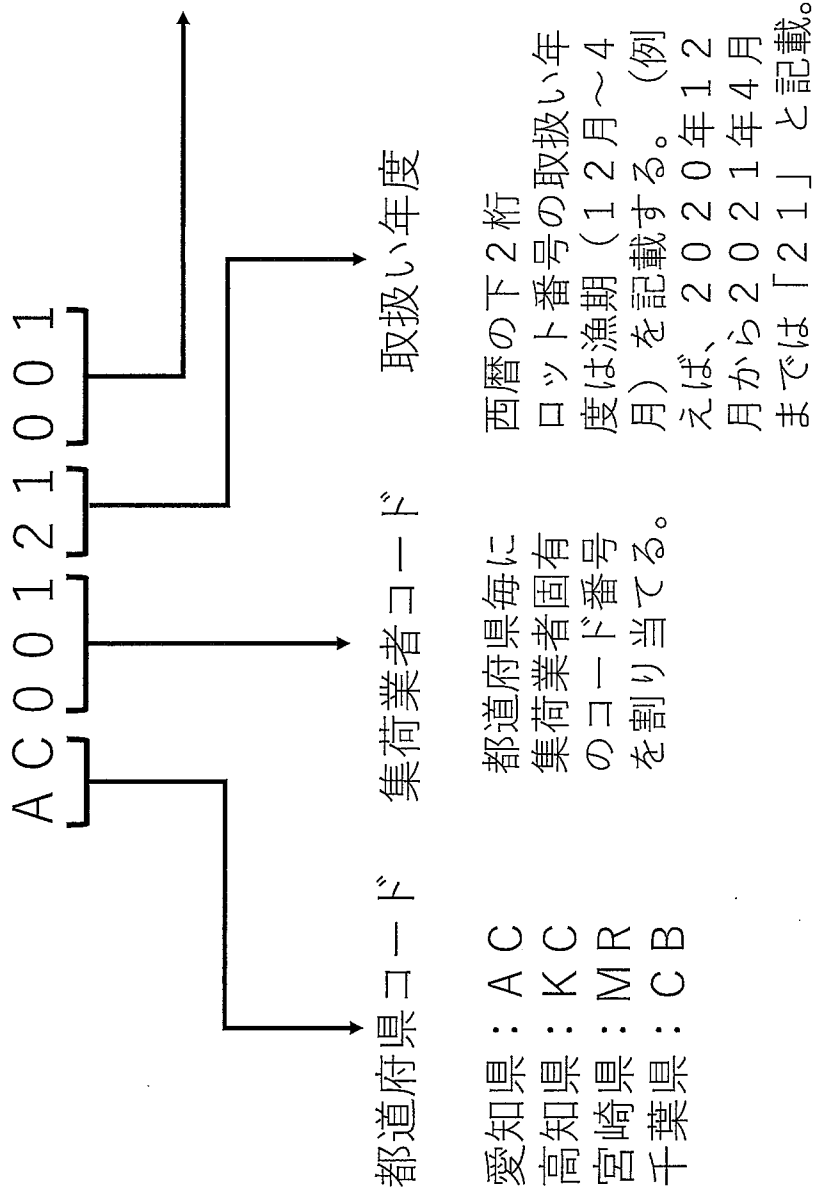 ＡＣ ００１ ２１ ００１
都道府県コード
愛知県：ＡＣ
高知県：ＫＣ
宮崎県：ＭＲ
千葉県：ＣＢ
集荷業者コード
都道府県毎に
集荷業者固有
のコード番号
を割り当てる。
取扱い年度
西暦の下２桁
ロット番号の取扱い年
度は漁期（１２月～４
月）を記載する。（例
えば、２０２０年１２
月から２０２１年４月
までは「２１」と記載。